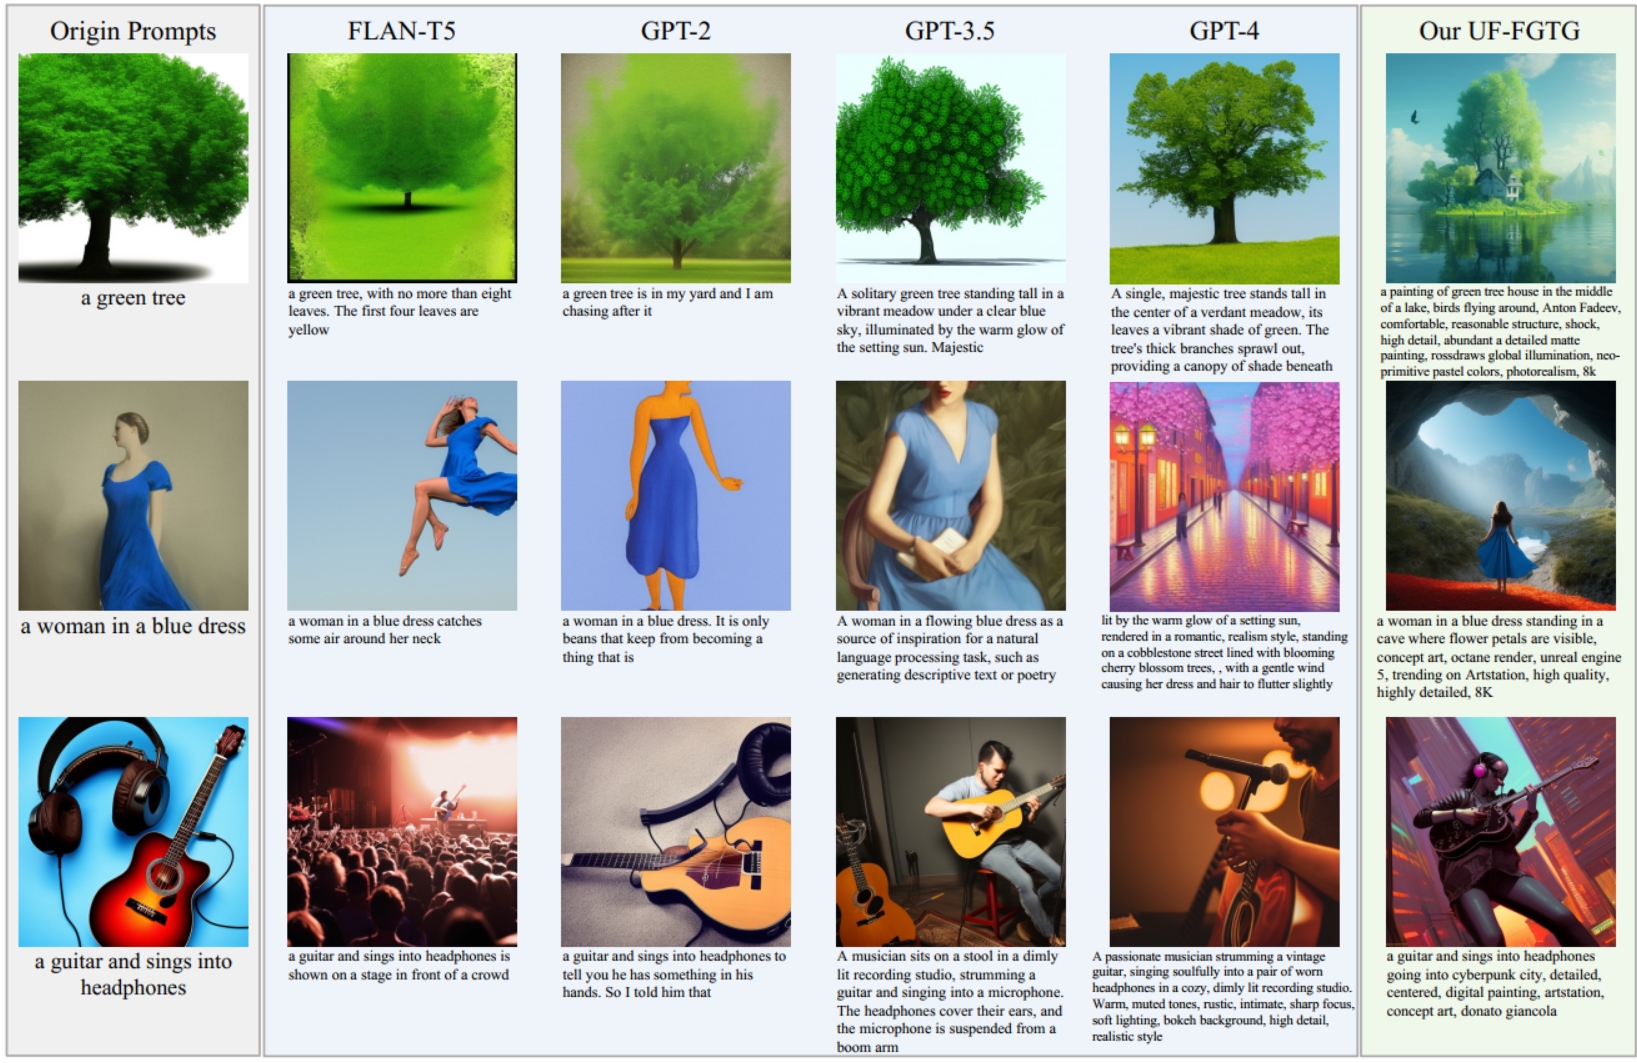 Origin Prompts
FLAN-T5
GPT-2
GPT-3.5
GPT-4
Our UF-FGTG
a green tree
a green tree, with no more than eight
leaves. The first four leaves are
yellow
a green tree is in my yard and I am
chasing after it
A solitary green tree standing tall in a
vibrant meadow under a clear blue
sky, illuminated by the warm glow of
the setting sun. Majestic
A single, majestic tree stands tall in
the center of a verdant meadow, its
leaves a vibrant shade of green. The
tree's thick branches sprawl out,
providing a canopy of shade beneath
a painting of green tree house in the middle
of a lake, birds flying around, Anton Fadeev,
comfortable, reasonable structure, shock,
high detail, abundant a detailed matte
painting, rossdraws global illumination, neo-
primitive pastel colors, photorealism, 8k
a woman in a blue dress
a woman in a blue dress catches
some air around her neck
a woman in a blue dress. It is only
beans that keep from becoming a
thing that is
A woman in a flowing blue dress as a
source of inspiration for a natural
language processing task, such as
generating descriptive text or poetry
lit by the warm glow of a setting sun,
rendered in a romantic, realism style, standing
on a cobblestone street lined with blooming
cherry blossom trees, , with a gentle wind
causing her dress and hair to flutter slightly
a woman in a blue dress standing in a
cave where flower petals are visible,
concept art, octane render, unreal engine
5, trending on Artstation, high quality,
highly detailed, 8K
a guitar and sings into
headphones
a guitar and sings into headphones is
shown on a stage in front of a crowd
a guitar and sings into headphones to
tell you he has something in his
hands. So I told him that
A musician sits on a stool in a dimly
lit recording studio, strumming a
guitar and singing into a microphone.
The headphones cover their ears, and
the microphone is suspended from a
boom arm
A passionate musician strumming a vintage
guitar, singing soulfully into a pair of worn
headphones in a cozy, dimly lit recording studio.
Warm, muted tones, rustic, intimate, sharp focus,
soft lighting, bokeh background, high detail,
realistic style
a guitar and sings into headphones
going into cyberpunk city, detailed,
centered, digital painting, artstation,
concept art, donato giancola